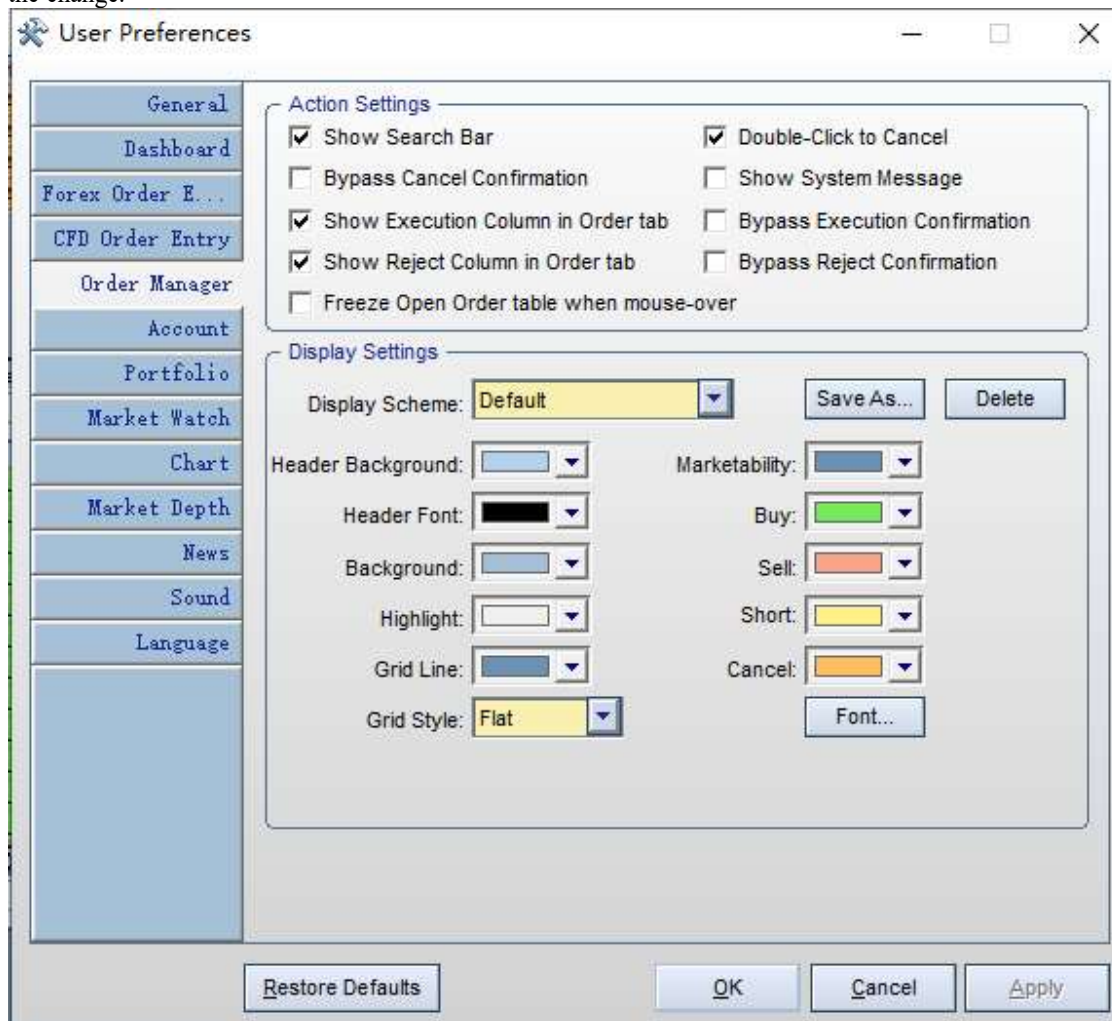 the change.
User Preferences
General
Dashboard
Forex Order E...
CFD Order Entry
Order Manager
Account
Portfolio
Market Watch
Chart
Market Depth
News
Sound
Language
Action Settings
Show Search Bar
Double-Click to Cancel
Bypass Cancel Confirmation
Show System Message
Show Execution Column in Order tab
Bypass Execution Confirmation
Show Reject Column in Order tab
Bypass Reject Confirmation
Freeze Open Order table when mouse-over
Display Settings
Display Scheme: Default
Save As...
Delete
Header Background:
Marketability:
Header Font:
Buy:
Background:
Sell:
Highlight:
Short:
Grid Line:
Cancel:
Grid Style: Flat
Font...
Restore Defaults
OK
Cancel
Apply